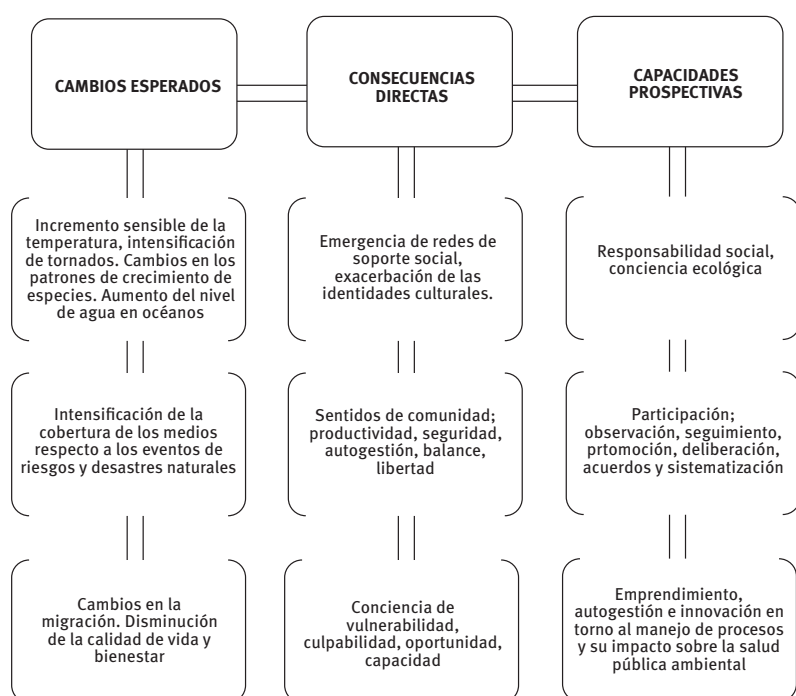 CAMBIOS ESPERADOS
CONSECUENCIAS
DIRECTAS
CAPACIDADES
PROSPECTIVAS
Incremento sensible de la
temperatura, intensificación
de tornados. Cambios en los
patrones de crecimiento de
especies. Aumento del nivel
de agua en océanos
Emergencia de redes de
soporte social,
exacerbación de las
identidades culturales.
Responsabilidad social,
conciencia ecológica
Intensificación de la
cobertura de los medios
respecto a los eventos de
riesgos y desastres naturales
Sentidos de comunidad;
productividad, seguridad,
autogestión, balance,
libertad
Participación;
observación, seguimiento,
prtomoción, deliberación,
acuerdos y sistematización
Cambios en la
migración. Disminución
de la calidad de vida y
bienestar
Conciencia de
vulnerabilidad,
culpabilidad, oportunidad,
capacidad
Emprendimiento,
autogestión e innovación en
torno al manejo de procesos
y su impacto sobre la salud
pública ambiental